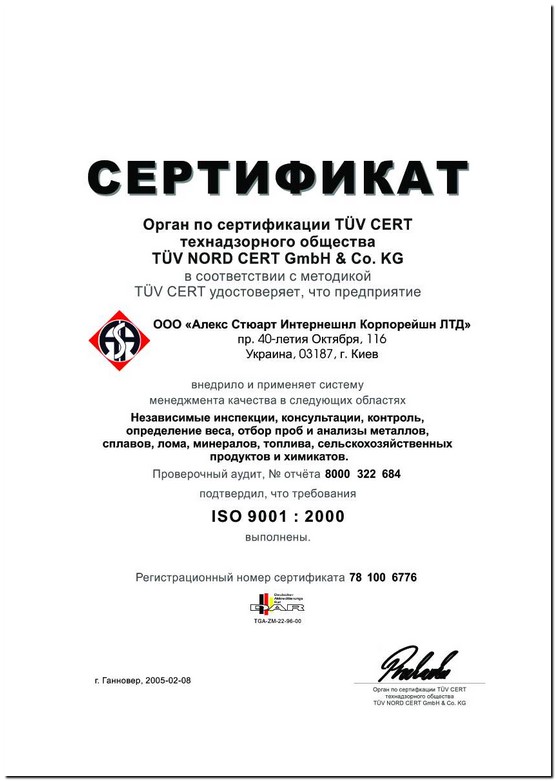 СЕРТИФИКАТ
Орган по сертификации TÜV CERT
технадзорного общества
TÜV NORD CERT GmbH & Co. KG
в соответствии с методикой
TÜV CERT удостоверяет, что предприятие
ООО «Алекс Стюарт Интернешнл Корпорейшн ЛТД»
пр. 40-летия Октября, 116
Украина, 03187, г. Киев
внедрило и применяет систему
менеджмента качества в следующих областях
Независимые инспекции, консультации, контроль,
определение веса, отбор проб и анализы металлов,
сплавов, лома, минералов, топлива, сельскохозяйственных
продуктов и химикатов.
Проверочный аудит, № отчёта 8000 322 684
подтвердил, что требования
ISO 9001 : 2000
выполнены.
Регистрационный номер сертификата 78 100 6776
Deutscher
Akkreditierungs
Rat
DAR
TGA-ZM-22-96-00
г. Ганновер, 2005-02-08
Орган по сертификации TÜV CERT
технадзорного общества
TÜV NORD CERT GmbH & Co. KG